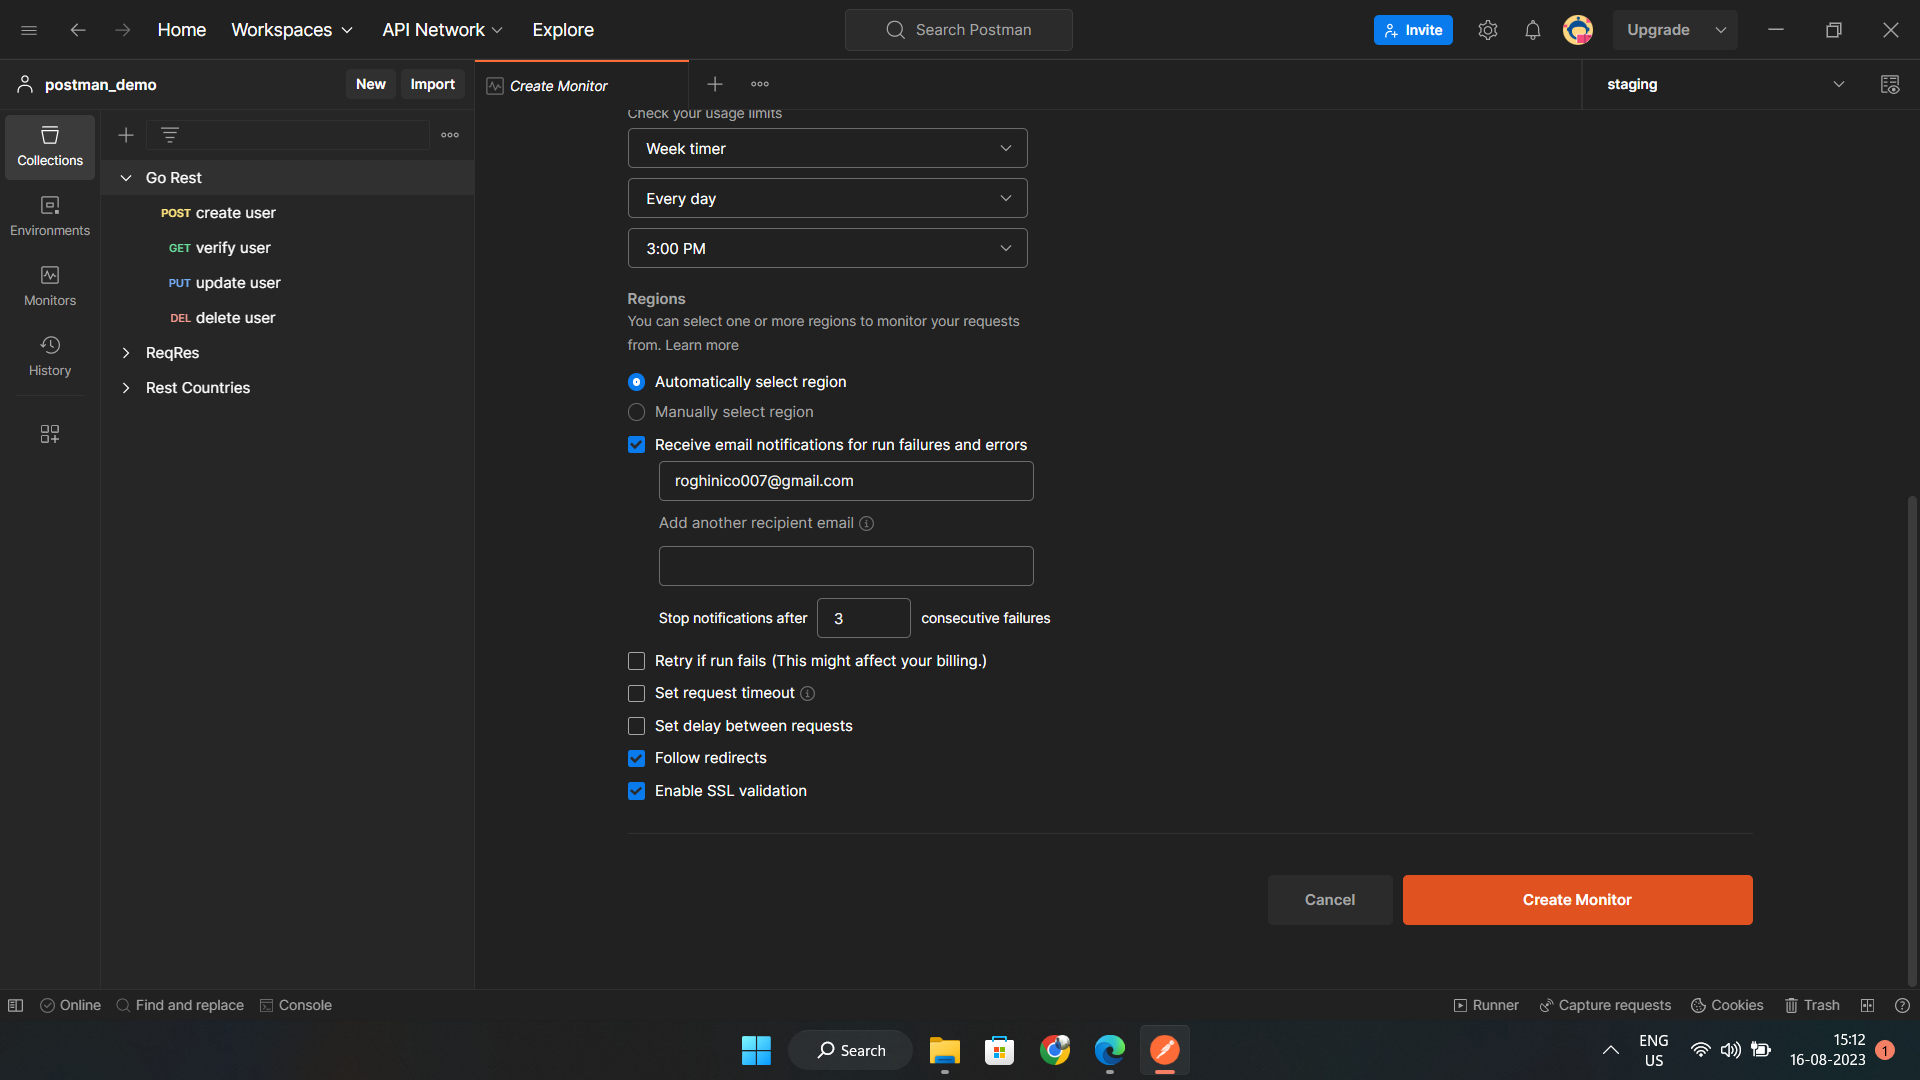 Home
Workspaces
API Network
Explore
Search Postman
Invite
Upgrade
postman_demo
New
Import
Create Monitor
staging
Collections
Environments
Monitors
History
Go Rest
POST create user
GET verify user
PUT update user
DEL delete user
ReqRes
Rest Countries
Check your usage limits
Week timer
Every day
3:00 PM
Regions
You can select one or more regions to monitor your requests
from. Learn more
Automatically select region
Manually select region
Receive email notifications for run failures and errors
roghinico007@gmail.com
Add another recipient email
Stop notifications after 3 consecutive failures
Retry if run fails (This might affect your billing.)
Set request timeout
Set delay between requests
Follow redirects
Enable SSL validation
Cancel
Create Monitor
Online
Find and replace
Console
Runner
Capture requests
Cookies
Trash
Search
ENG
US
15:12
16-08-2023
1